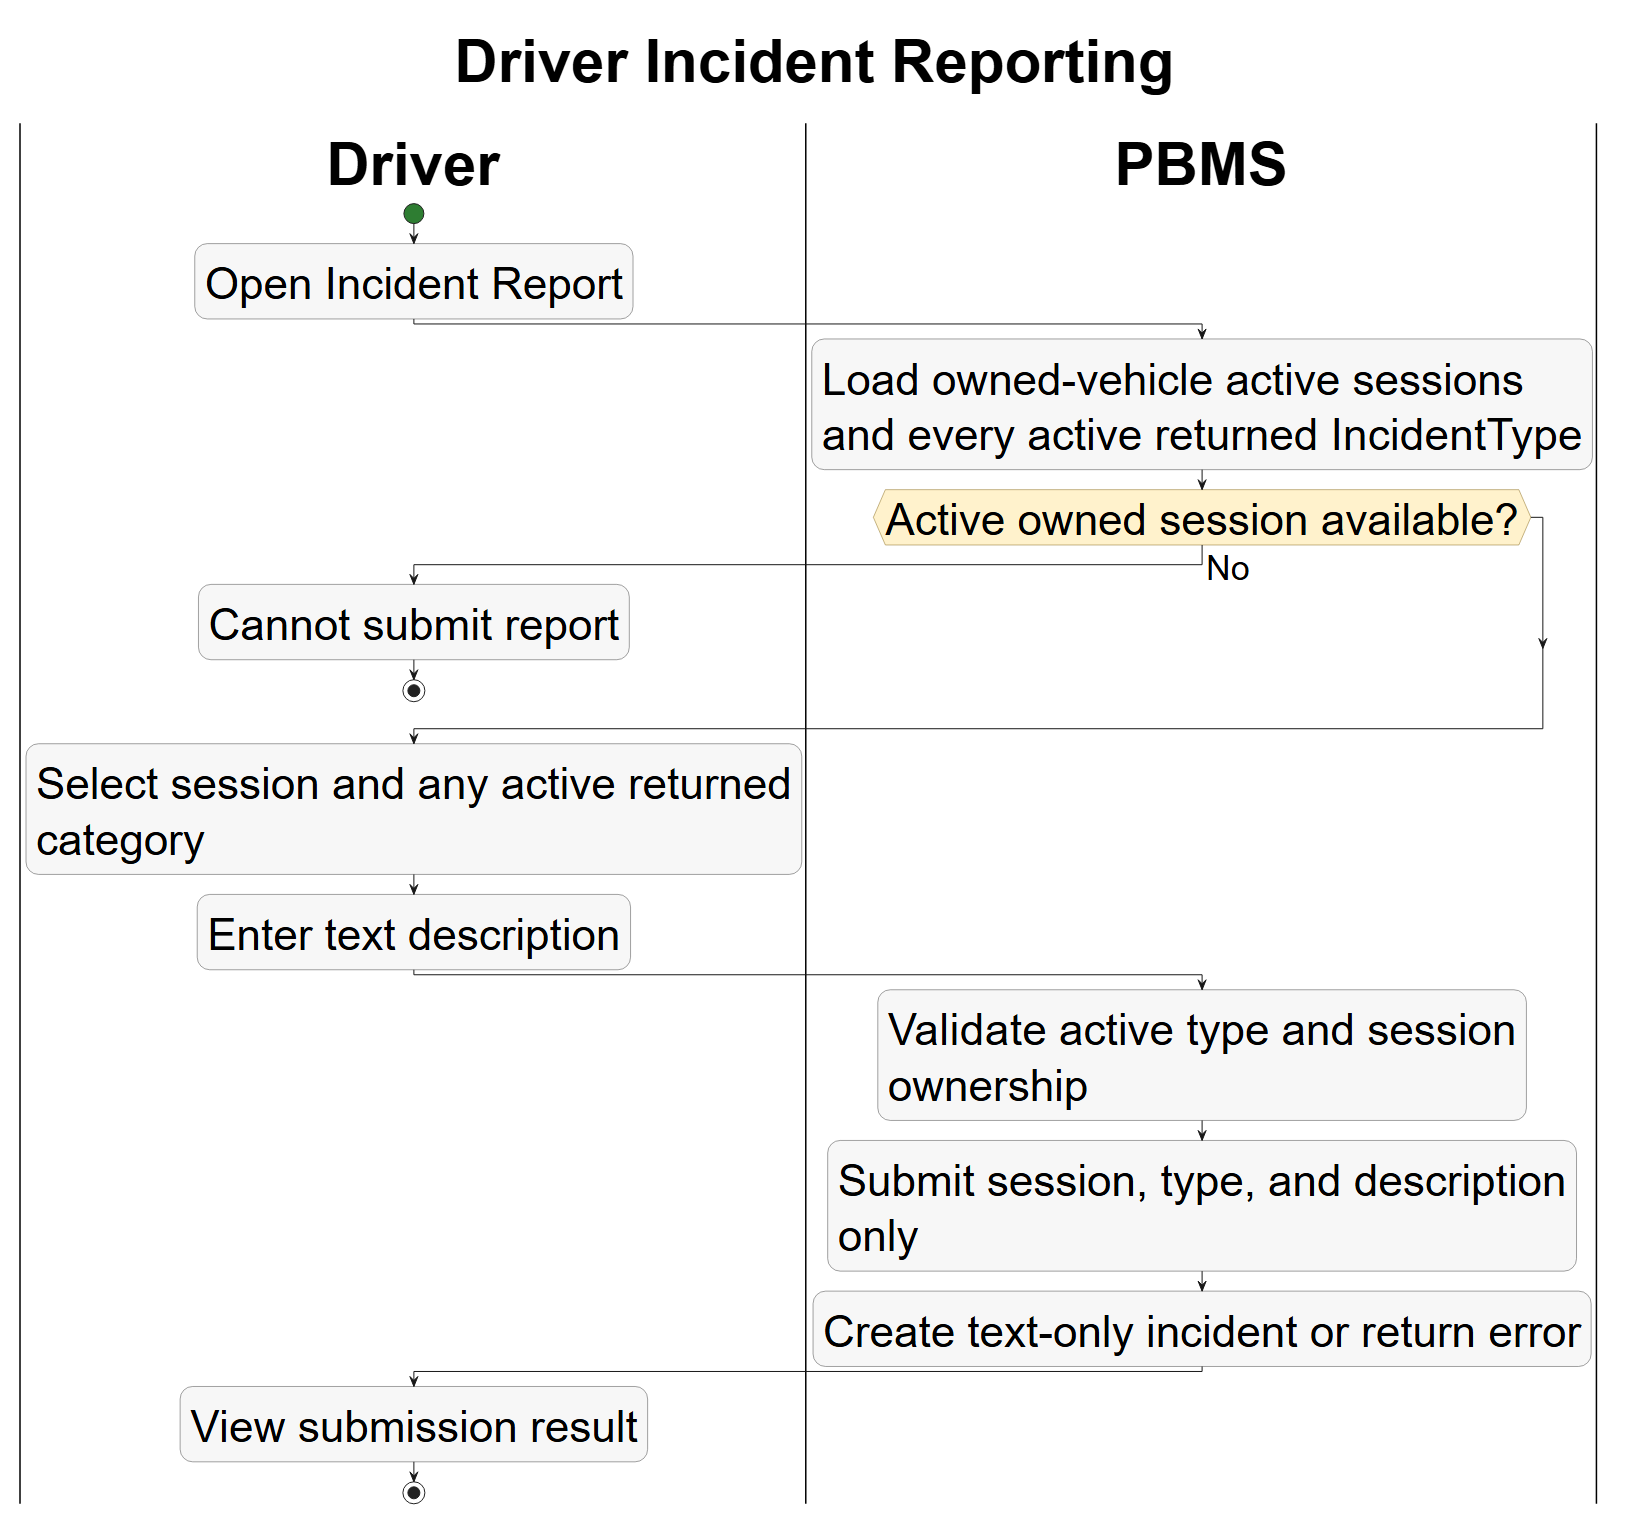 Driver Incident Reporting
Driver
PBMS
Open Incident Report
Load owned-vehicle active sessions
and every active returned IncidentType
Active owned session available?
No
Cannot submit report
Select session and any active returned
category
Enter text description
Validate active type and session
ownership
Submit session, type, and description
only
Create text-only incident or return error
View submission result